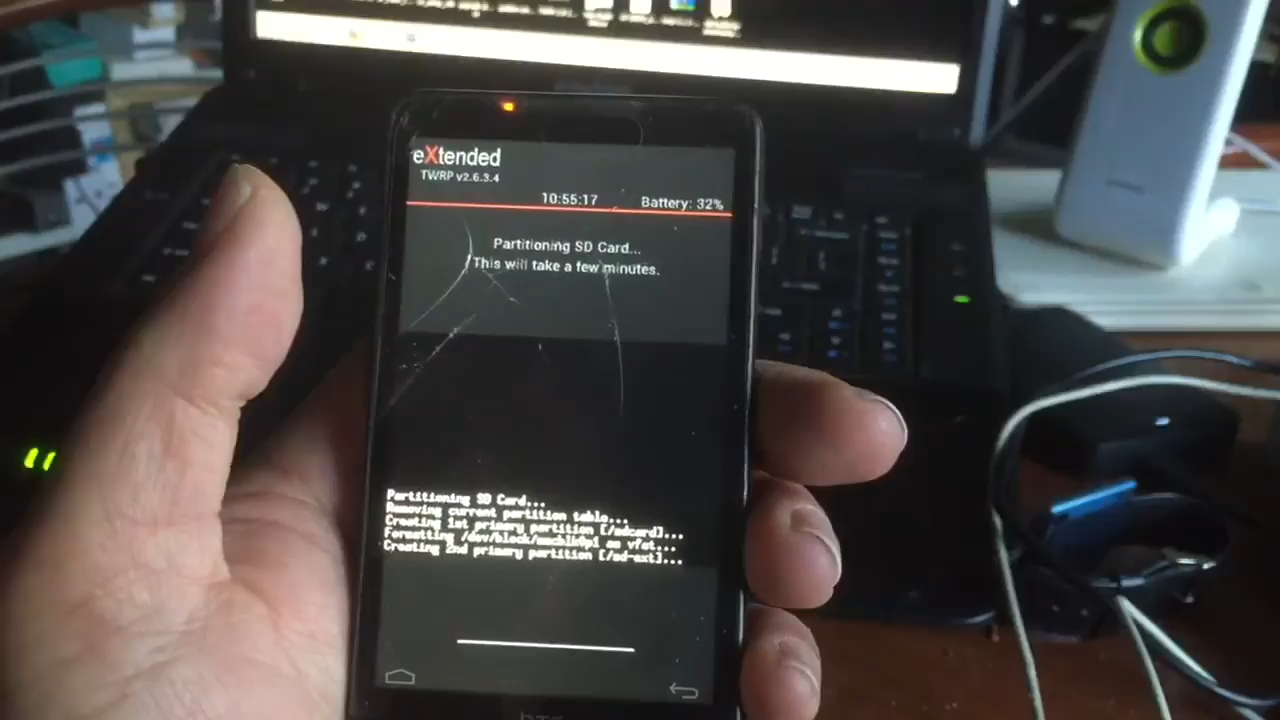 eXtended
TWRP v2.6.3.4
10:55:17 Battery: 32%
Partitioning SD Card...
This will take a few minutes.
Partitioning SD Card...
Removing current partition table...
Creating 1st primary partition [/sdcard]...
Formatting /dev/block/mmcblk0p1 as vfat...
Creating 2nd primary partition [/sd-ext]...
hTC